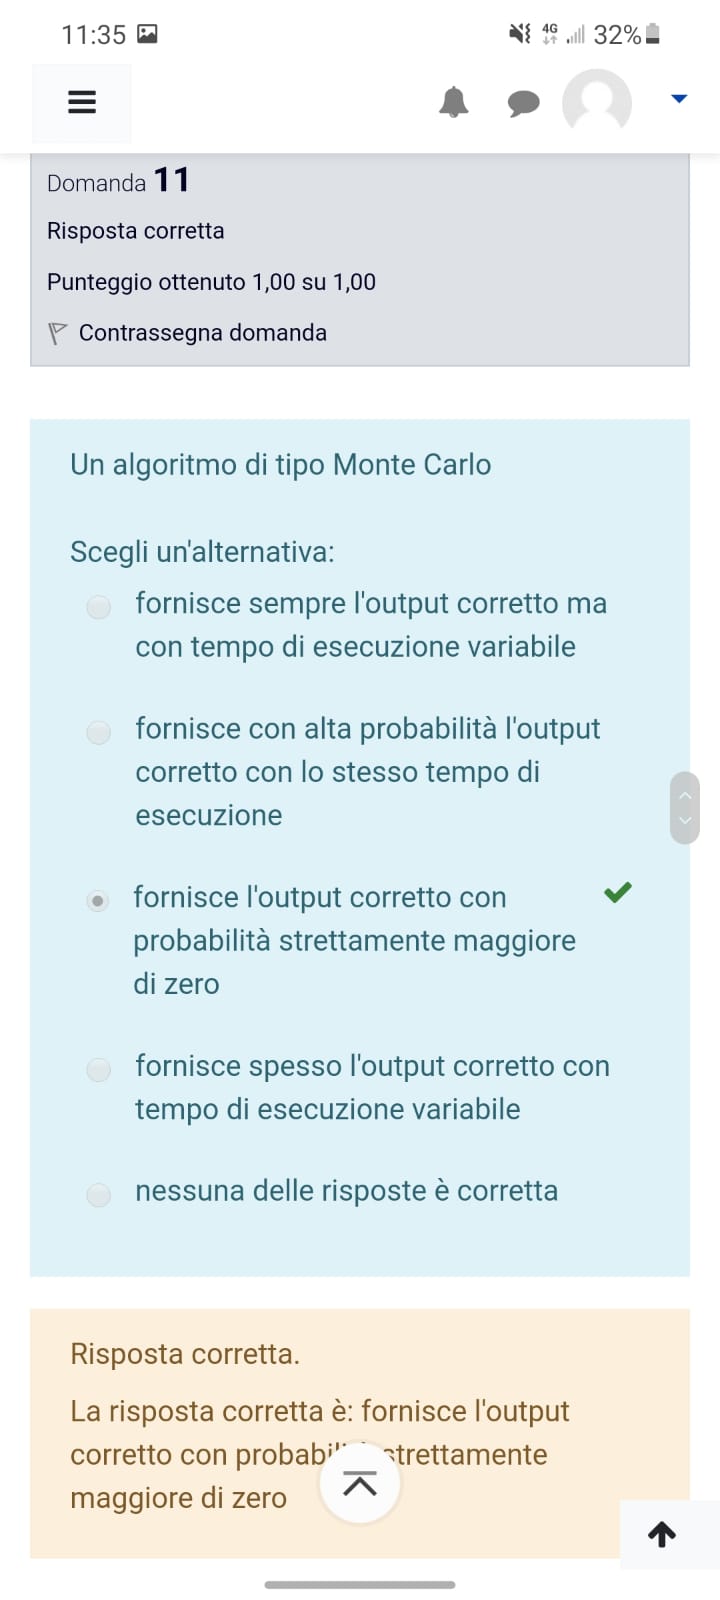 11:35 4G 32%
Domanda 11
Risposta corretta
Punteggio ottenuto 1,00 su 1,00
Contrassegna domanda
Un algoritmo di tipo Monte Carlo
Scegli un'alternativa:
fornisce sempre l'output corretto ma
con tempo di esecuzione variabile
fornisce con alta probabilità l'output
corretto con lo stesso tempo di
esecuzione
fornisce l'output corretto con
probabilità strettamente maggiore
di zero
fornisce spesso l'output corretto con
tempo di esecuzione variabile
nessuna delle risposte è corretta
Risposta corretta.
La risposta corretta è: fornisce l'output
corretto con strettamente
maggiore di zero